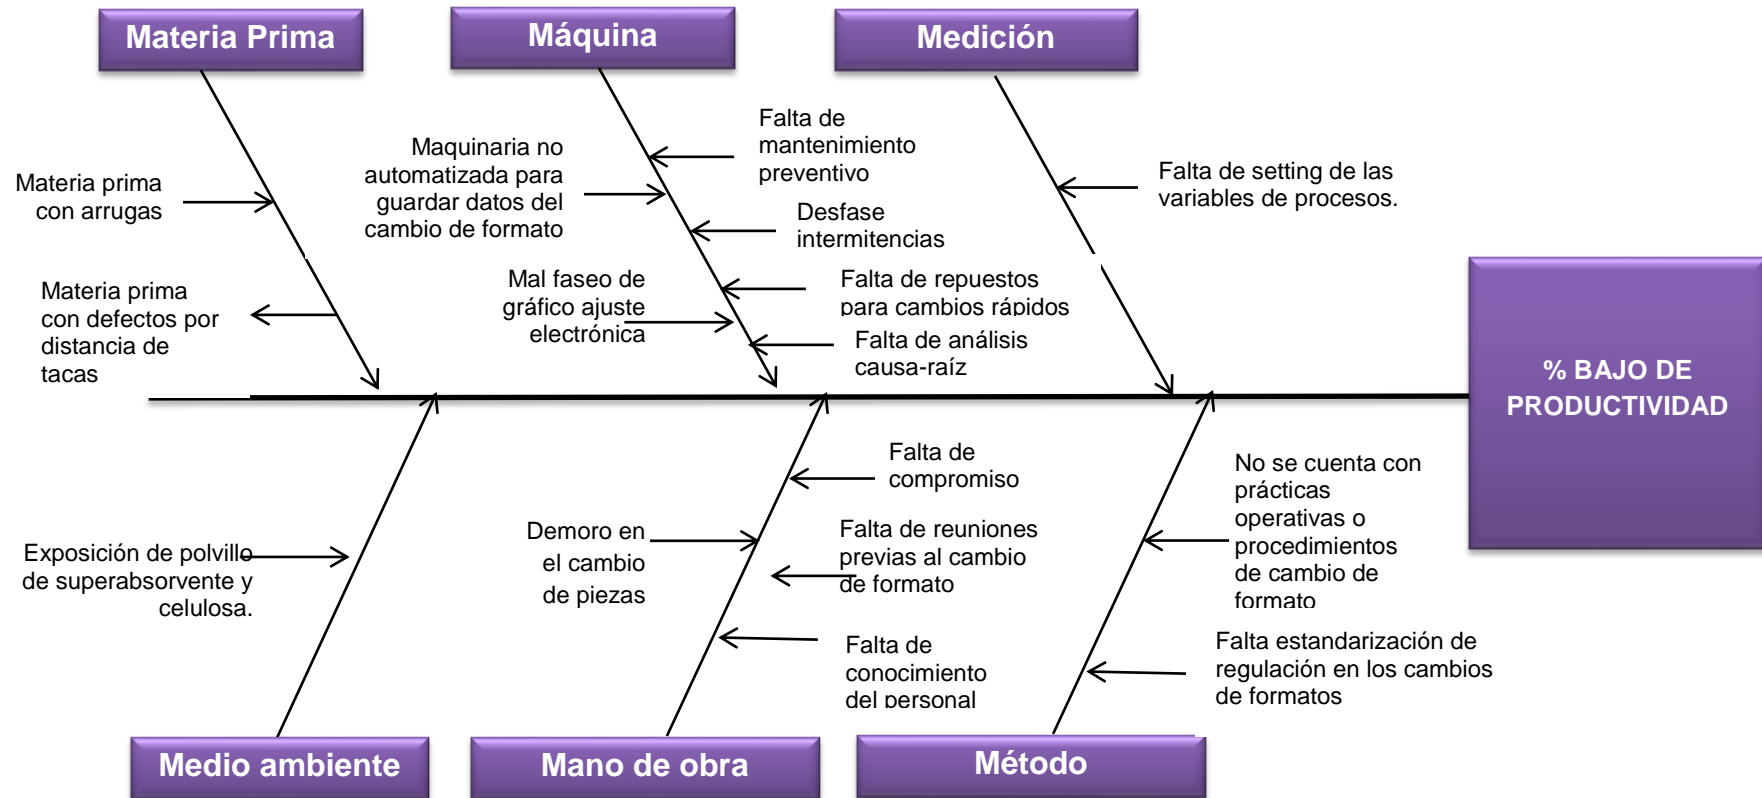 Materia Prima
Máquina
Medición
Materia prima
con arrugas
Materia prima
con defectos por
distancia de
tacas
Maquinaria no
automatizada para
guardar datos del
cambio de formato
Mal faseo de
gráfico ajuste
electrónica
Falta de
mantenimiento
preventivo
Desfase
intermitencias
Falta de repuestos
para cambios rápidos
Falta de análisis
causa-raíz
Falta de setting de las
variables de procesos.
% BAJO DE
PRODUCTIVIDAD
Exposición de polvillo
de superabsorvente y
celulosa.
Demoro en
el cambio
de piezas
Falta de
compromiso
Falta de reuniones
previas al cambio
de formato
Falta de
conocimiento
del personal
No se cuenta con
prácticas
operativas o
procedimientos
de cambio de
formato
Falta estandarización de
regulación en los cambios
de formatos
Medio ambiente
Mano de obra
Método